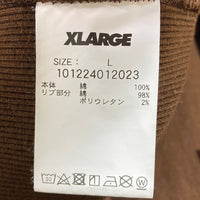 XLARGE
SIZE: L
101224012023
本体 綿 100%
リブ部分 綿 98%
ポリウレタン 2%